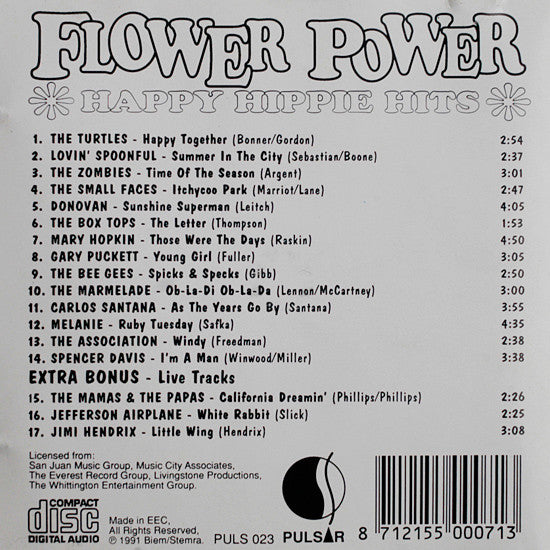 FLOWER POWER
HAPPY HIPPIE HITS
1. THE TURTLES - Happy Together (Bonner/Gordon) 2:54
2. LOVIN' SPOONFUL - Summer In The City (Sebastian/Boone) 2:37
3. THE ZOMBIES - Time Of The Season (Argent) 3:01
4. THE SMALL FACES - Itchycoo Park (Marriot/Lane) 2:47
5. DONOVAN - Sunshine Superman (Leitch) 4:05
6. THE BOX TOPS - The Letter (Thompson) 1:53
7. MARY HOPKIN - Those Were The Days (Raskin) 4:50
8. GARY PUCKETT - Young Girl (Fuller) 3:05
9. THE BEE GEES - Spicks & Specks (Gibb) 2:50
10. THE MARMELADE - Ob-La-Di Ob-La-Da (Lennon/McCartney) 3:00
11. CARLOS SANTANA - As The Years Go By (Santana) 3:55
12. MELANIE - Ruby Tuesday (Safka) 4:35
13. THE ASSOCIATION - Windy (Freedman) 3:38
14. SPENCER DAVIS - I'm A Man (Winwood/Miller) 3:38
EXTRA BONUS - Live Tracks
15. THE MAMAS & THE PAPAS - California Dreamin' (Phillips/Phillips) 2:26
16. JEFFERSON AIRPLANE - White Rabbit (Slick) 2:25
17. JIMI HENDRIX - Little Wing (Hendrix) 3:08
Licensed from:
San Juan Music Group, Music City Associates,
The Everest Record Group, Livingstone Productions,
The Whittington Entertainment Group.
COMPACT
disc
DIGITAL AUDIO
Made in EEC,
All Rights Reserved,
℗ 1991 Biem/Stemra.
PULS 023
PULSAR
8 712155 000713